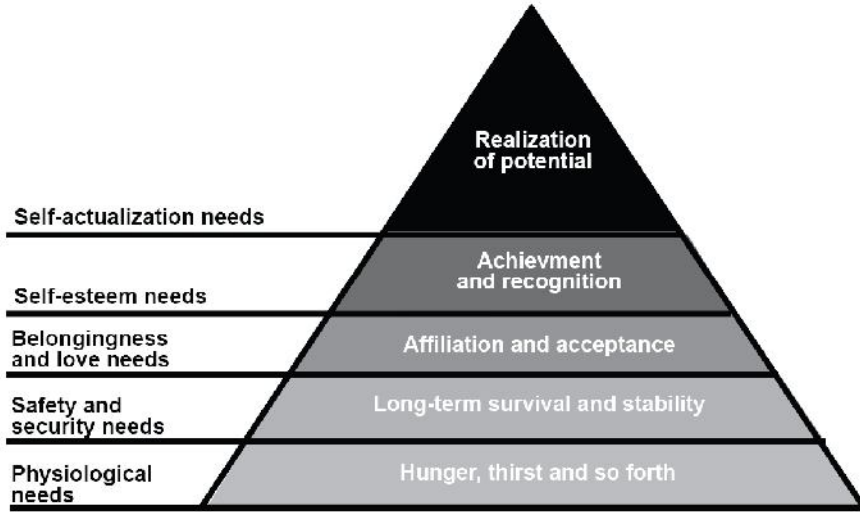 Realization
of potential
Self-actualization needs
Achievment
and recognition
Self-esteem needs
Belongingness
and love needs
Affiliation and acceptance
Safety and
security needs
Long-term survival and stability
Physiological
needs
Hunger, thirst and so forth